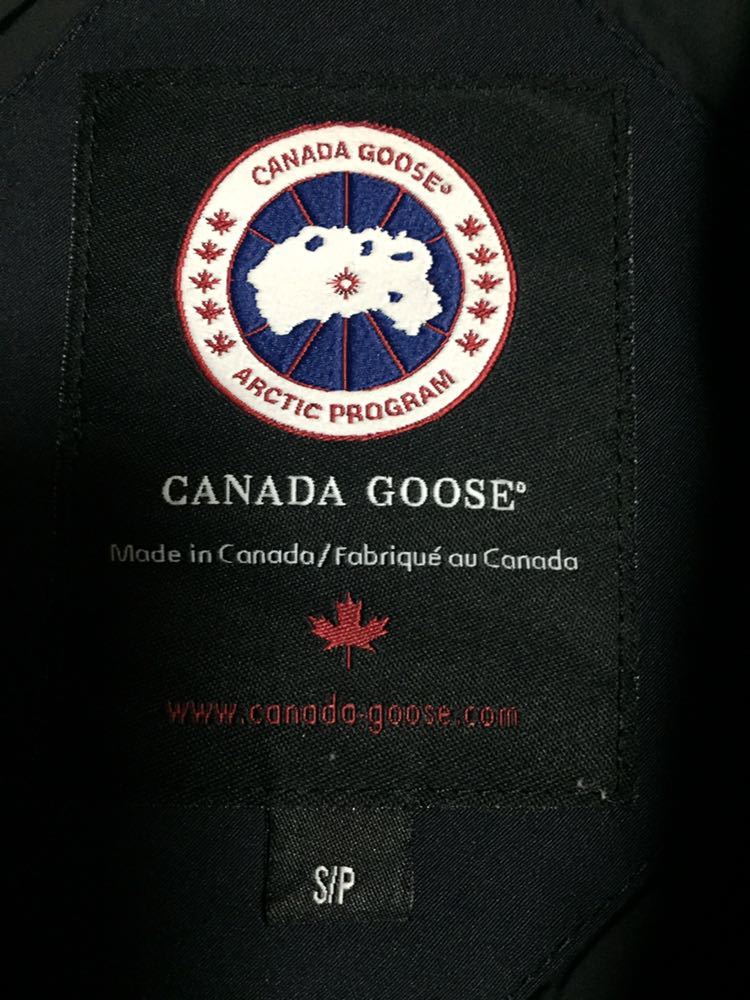 CANADA GOOSE®
ARCTIC PROGRAM
CANADA GOOSE®
Made in Canada/Fabriqué au Canada
www.canada-goose.com
S/P